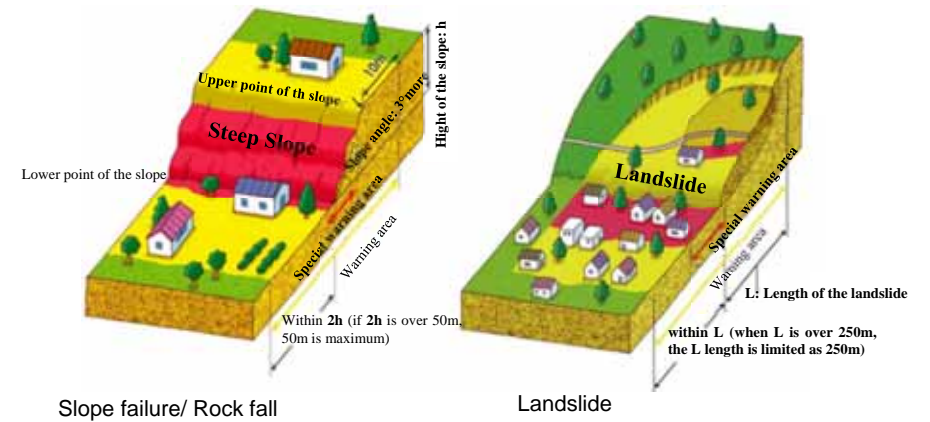 Hight of the slope: h
10m
Upper point of th slope
Slope angle: 3°more
Steep Slope
Lower point of the slope
Special warning area
Warning area
Within 2h (if 2h is over 50m,
50m is maximum)
Slope failure/ Rock fall
Landslide
Special warning area
Warning area
L: Length of the landslide
within L (when L is over 250m,
the L length is limited as 250m)
Landslide